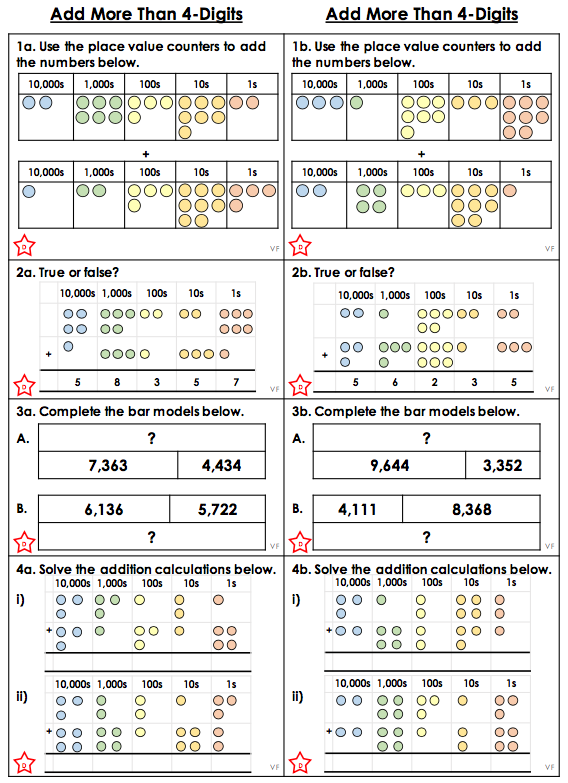 Add More Than 4-Digits
1a. Use the place value counters to add
the numbers below.
10,000s 1,000s 100s 10s 1s
+
10,000s 1,000s 100s 10s 1s
D
VF
2a. True or false?
10,000s 1,000s 100s 10s 1s
+
5 8 3 5 7
D
VF
3a. Complete the bar models below.
A.
?
7,363 4,434
B.
6,136 5,722
?
D
VF
4a. Solve the addition calculations below.
10,000s 1,000s 100s 10s 1s
i)
+
10,000s 1,000s 100s 10s 1s
ii)
+
D
VF
Add More Than 4-Digits
1b. Use the place value counters to add
the numbers below.
10,000s 1,000s 100s 10s 1s
+
10,000s 1,000s 100s 10s 1s
D
VF
2b. True or false?
10,000s 1,000s 100s 10s 1s
+
5 6 2 3 5
D
VF
3b. Complete the bar models below.
A.
?
9,644 3,352
B.
4,111 8,368
?
D
VF
4b. Solve the addition calculations below.
10,000s 1,000s 100s 10s 1s
i)
+
10,000s 1,000s 100s 10s 1s
ii)
+
D
VF